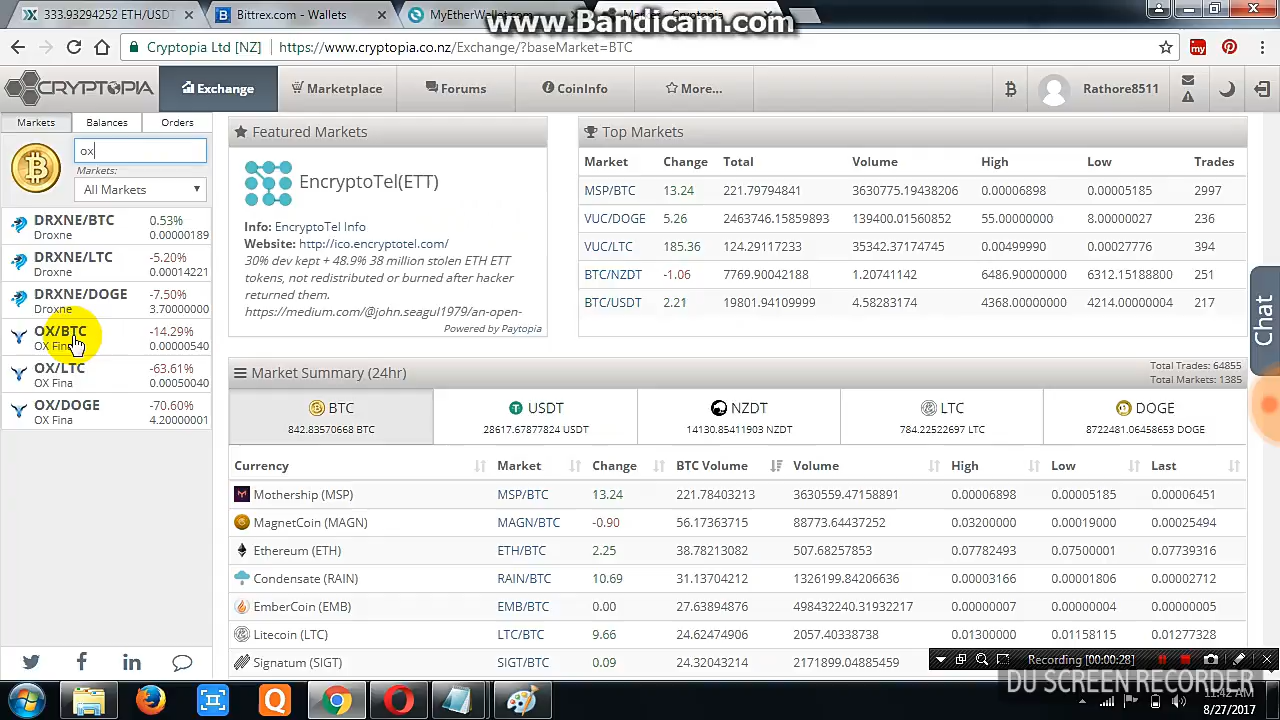 333.93294252 ETH/USDT
Bittrex.com - Wallets
MyEtherWallet.com
www.Bandicam.com
Cryptopia Ltd [NZ]
https://www.cryptopia.co.nz/Exchange/?baseMarket=BTC
my
CRYPTOPIA
Exchange
Marketplace
Forums
CoinInfo
More...
Rathore8511
Markets
Balances
Orders
ox
Markets:
All Markets
DRXNE/BTC 0.53%
Droxne 0.00000189
DRXNE/LTC -5.20%
Droxne 0.00014221
DRXNE/DOGE -7.50%
Droxne 3.70000000
OX/BTC -14.29%
OX Fina 0.00000540
OX/LTC -63.61%
OX Fina 0.00050040
OX/DOGE -70.60%
OX Fina 4.20000001
Featured Markets
EncryptoTel(ETT)
Info: EncryptoTel Info
Website: http://ico.encryptotel.com/
30% dev kept + 48.9% 38 million stolen ETH ETT
tokens, not redistributed or burned after hacker
returned them.
https://medium.com/@john.seagul1979/an-open-
Powered by Paytopia
Top Markets
Market Change Total Volume High Low Trades
MSP/BTC 13.24 221.79794841 3630775.19438206 0.00006898 0.00005185 2997
VUC/DOGE 5.26 2463746.15859893 139400.01560852 55.00000000 8.00000027 236
VUC/LTC 185.36 124.29117233 35342.37174745 0.00499990 0.00027776 394
BTC/NZDT -1.06 7769.90042188 1.20741142 6486.90000000 6312.15188800 251
BTC/USDT 2.21 19801.94109999 4.58283174 4368.00000000 4214.00000004 217
Chat
Market Summary (24hr)
Total Trades: 64855
Total Markets: 1385
BTC
842.83570668 BTC
USDT
28617.67877824 USDT
NZDT
14130.85411903 NZDT
LTC
784.22522697 LTC
DOGE
8722481.06458653 DOGE
Currency Market Change BTC Volume Volume High Low Last
Mothership (MSP) MSP/BTC 13.24 221.78403213 3630559.47158891 0.00006898 0.00005185 0.00006451
MagnetCoin (MAGN) MAGN/BTC -0.90 56.17363715 88773.64437252 0.03200000 0.00019000 0.00025494
Ethereum (ETH) ETH/BTC 2.25 38.78213082 507.68257853 0.07782493 0.07500001 0.07739316
Condensate (RAIN) RAIN/BTC 10.69 31.13704212 1326199.84206636 0.00003166 0.00001806 0.00002712
EmberCoin (EMB) EMB/BTC 0.00 27.63894876 498432240.31932217 0.00000007 0.00000004 0.00000005
Litecoin (LTC) LTC/BTC 9.66 24.62474906 2057.40338738 0.01300000 0.01158115 0.01277328
Signatum (SIGT) SIGT/BTC 0.09 24.32043214 2171899.04885459
Recording [00:00:28]
DU SCREEN RECORDER
11:42 AM
8/27/2017